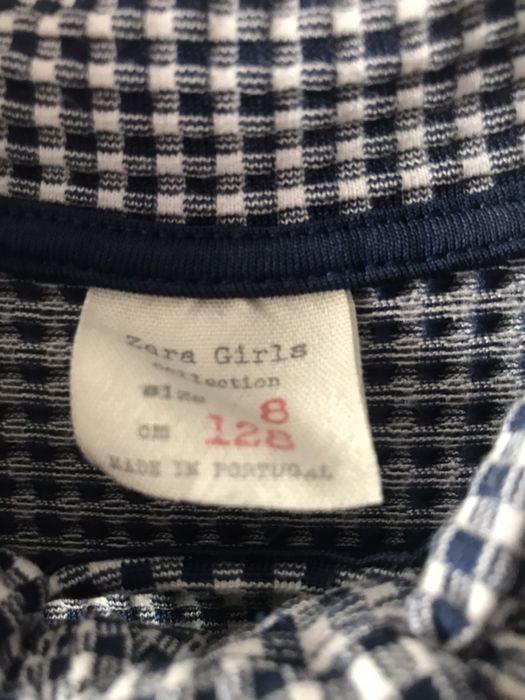 Zara Girls
collection
size 8
cm 128
MADE IN PORTUGAL